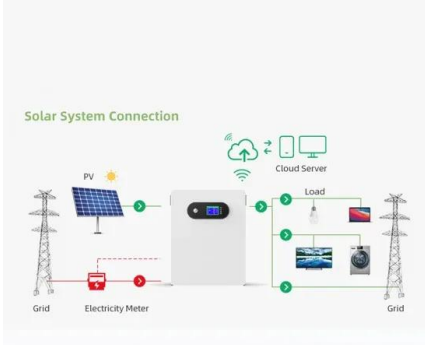 Solar System Connection
Cloud Server
PV
Load
Grid
Electricity Meter
Grid